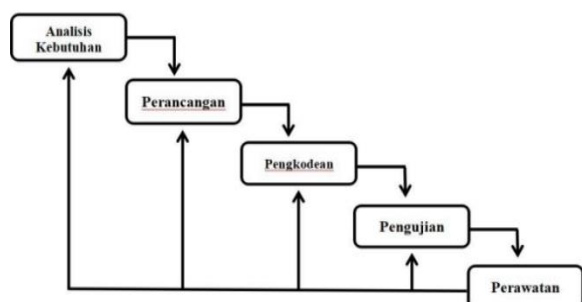 Analisis
Kebutuhan
Perancangan
Pengkodean
Pengujian
Perawatan